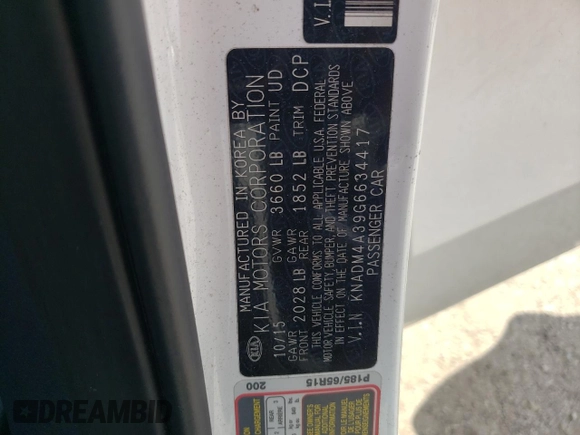 V.I.N
MANUFACTURED IN KOREA BY
KIA MOTORS CORPORATION
10/15 GVWR 3660 LB PAINT UD
GAWR FRONT 2028 LB GAWR REAR 1852 LB TRIM DCP
THIS VEHICLE CONFORMS TO ALL APPLICABLE U.S.A. FEDERAL
MOTOR VEHICLE SAFETY, BUMPER, AND THEFT PREVENTION STANDARDS
IN EFFECT ON THE DATE OF MANUFACTURE SHOWN ABOVE
V.I.N KNADM4A39G6634417
PASSENGER CAR
KIA
P185/65R15
200
DREAMBID